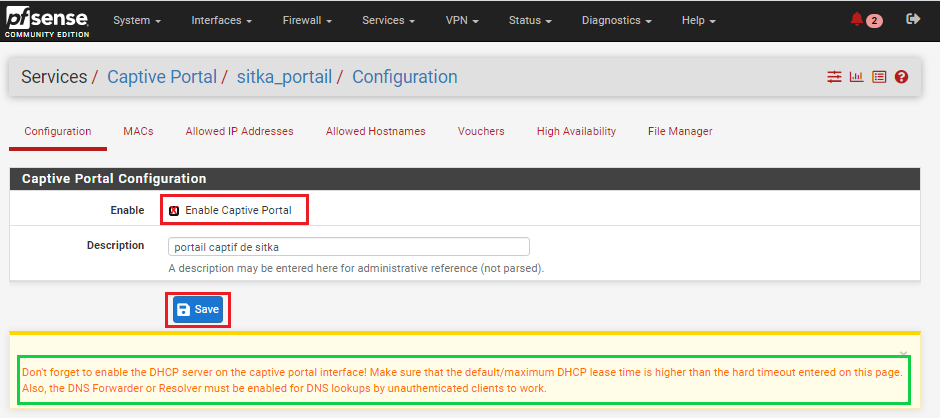 pfsense
COMMUNITY EDITION
System Interfaces Firewall Services VPN Status Diagnostics Help 2
Services / Captive Portal / sitka_portail / Configuration
Configuration MACs Allowed IP Addresses Allowed Hostnames Vouchers High Availability File Manager
Captive Portal Configuration
Enable Enable Captive Portal
Description portail captif de sitka
A description may be entered here for administrative reference (not parsed).
Save
Don't forget to enable the DHCP server on the captive portal interface! Make sure that the default/maximum DHCP lease time is higher than the hard timeout entered on this page.
Also, the DNS Forwarder or Resolver must be enabled for DNS lookups by unauthenticated clients to work.